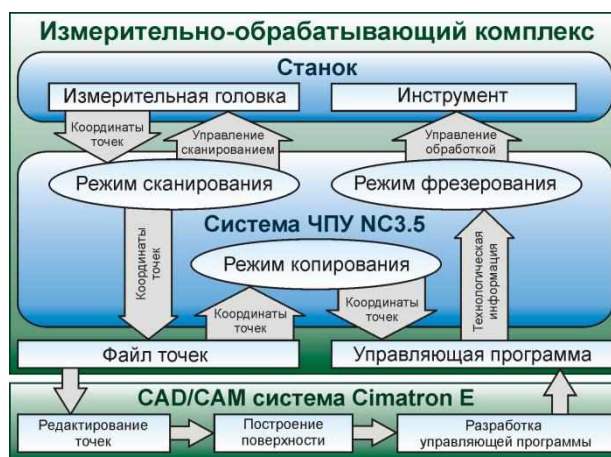 Измерительно-обрабатывающий комплекс
Станок
Измерительная головка
Инструмент
Координаты
точек
Управление
сканированием
Управление
обработкой
Режим сканирования
Режим фрезерования
Система ЧПУ NC3.5
Координаты
точек
Режим копирования
Технологическая
информация
Координаты
точек
Координаты
точек
Файл точек
Управляющая программа
CAD/CAM система Cimatron E
Редактирование
точек
Построение
поверхности
Разработка
управляющей программы